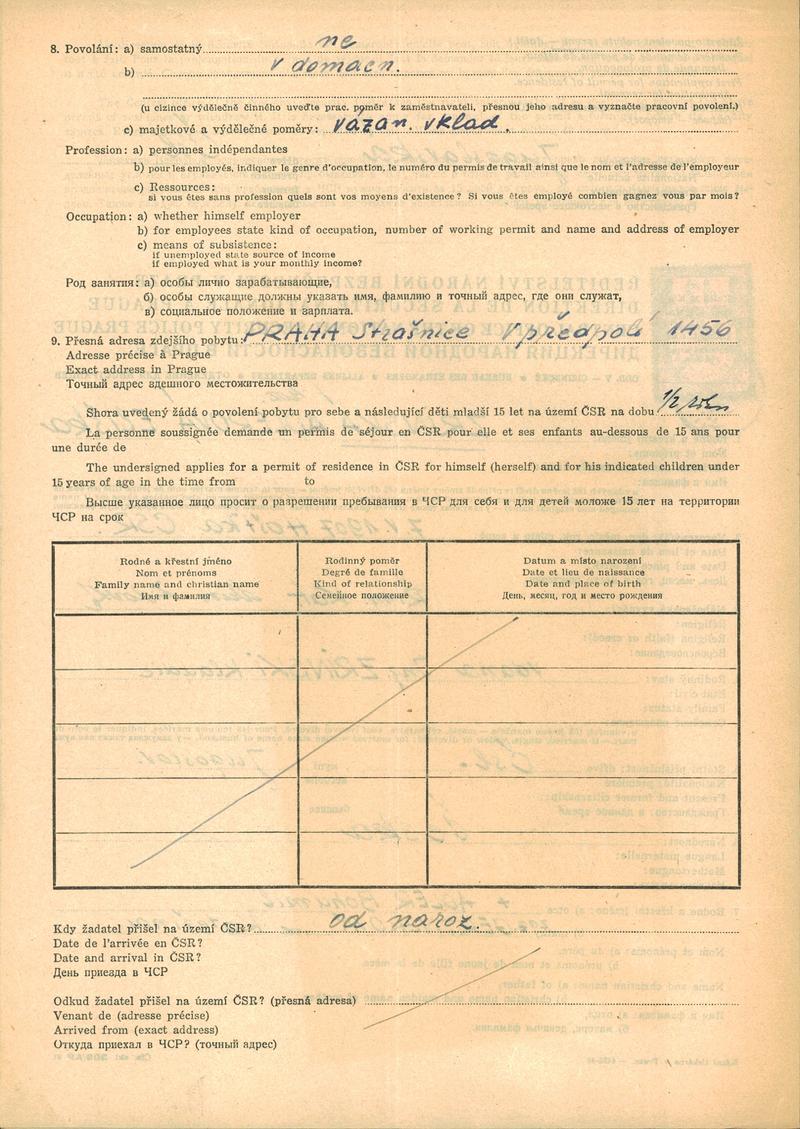 8. Povolání: a) samostatný ne
b) v domácn.
(u cizince výdělečně činného uveďte prac. poměr k zaměstnavateli, přesnou jeho adresu a vyznačte pracovní povolení.)
c) majetkové a výdělečné poměry: vázan. vklad.
Profession: a) personnes indépendantes
b) pour les employés, indiquer le genre d'occupation, le numéro du permis de travail ainsi que le nom et l'adresse de l'employeur
c) Ressources:
si vous êtes sans profession quels sont vos moyens d'existence? Si vous êtes employé combien gagnez vous par mois?
Occupation: a) whether himself employer
b) for employees state kind of occupation, number of working permit and name and address of employer
c) means of subsistence:
if unemployed state source of income
if employed what is your monthly income?
Род занятия: а) особы лично зарабатывающие,
б) особы служащие должны указать имя, фамилию и точный адрес, где они служат,
в) социальное положение и зарплата.
9. Přesná adresa zdejšího pobytu: PRAHA Strašnice V předpolí 1456
Adresse précise à Prague
Exact address in Prague
Точный адрес здешного местожительства
Shora uvedený žádá o povolení pobytu pro sebe a následující děti mladší 15 let na území ČSR na dobu 1/2 roku
La personne soussignée demande un permis de séjour en ČSR pour elle et ses enfants au-dessous de 15 ans pour
une durée de
The undersigned applies for a permit of residence in ČSR for himself (herself) and for his indicated children under
15 years of age in the time from to
Высше указанное лицо просит о разрешении пребывания в ЧСР для себя и для детей моложе 15 лет на территории
ЧСР на срок
Rodné a křestní jméno
Nom et prénoms
Family name and christian name
Имя и фамилия
Rodinný poměr
Degré de famille
Kind of relationship
Семейное положение
Datum a místo narození
Date et lieu de naissance
Date and place of birth
День, месяц, год и место рождения
Kdy žadatel přišel na území ČSR? od naroz.
Date de l'arrivée en ČSR?
Date and arrival in ČSR?
День приезда в ЧСР
Odkud žadatel přišel na území ČSR? (přesná adresa)
Venant de (adresse précise)
Arrived from (exact address)
Откуда приехал в ЧСР? (точный адрес)